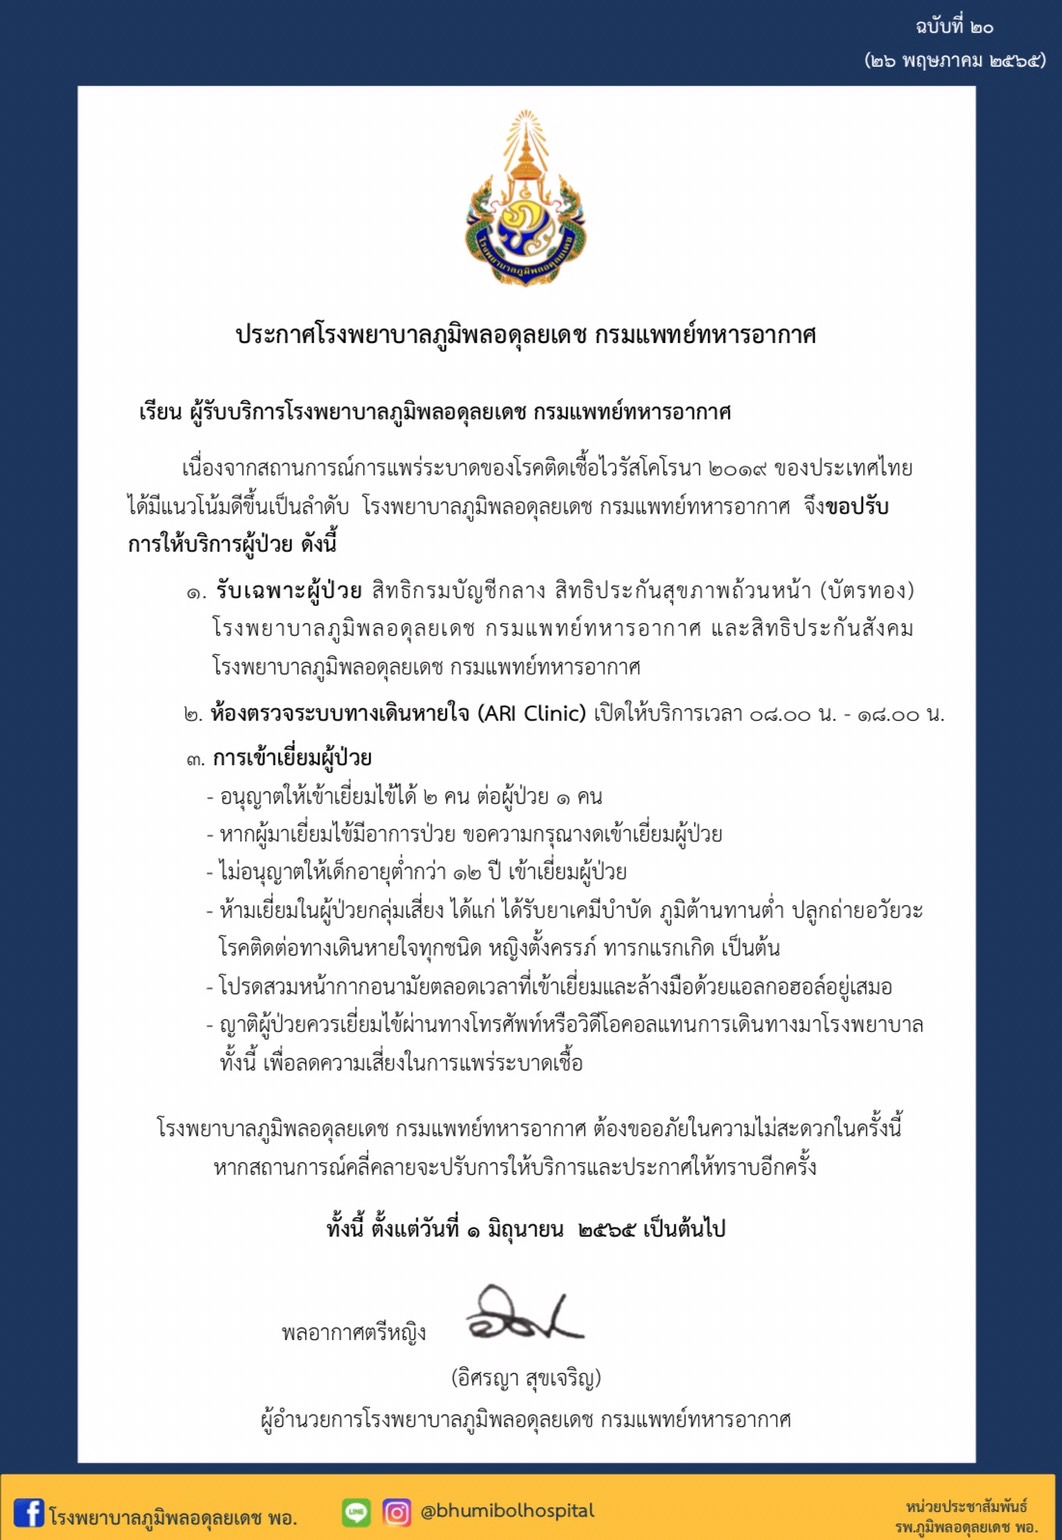 ฉบับที่ ๒๐
(๒๖ พฤษภาคม ๒๕๖๕)
โรงพยาบาลภูมิพลอดุลยเดช
ประกาศโรงพยาบาลภูมิพลอดุลยเดช กรมแพทย์ทหารอากาศ
เรียน ผู้รับบริการโรงพยาบาลภูมิพลอดุลยเดช กรมแพทย์ทหารอากาศ
เนื่องจากสถานการณ์การแพร่ระบาดของโรคติดเชื้อไวรัสโคโรนา ๒๐๑๙ ของประเทศไทย
ได้มีแนวโน้มดีขึ้นเป็นลำดับ โรงพยาบาลภูมิพลอดุลยเดช กรมแพทย์ทหารอากาศ จึงขอปรับ
การให้บริการผู้ป่วย ดังนี้
๑. รับเฉพาะผู้ป่วย สิทธิกรมบัญชีกลาง สิทธิประกันสุขภาพถ้วนหน้า (บัตรทอง)
โรงพยาบาลภูมิพลอดุลยเดช กรมแพทย์ทหารอากาศ และสิทธิประกันสังคม
โรงพยาบาลภูมิพลอดุลยเดช กรมแพทย์ทหารอากาศ
๒. ห้องตรวจระบบทางเดินหายใจ (ARI Clinic) เปิดให้บริการเวลา ๐๘.๐๐ น. - ๑๘.๐๐ น.
๓. การเข้าเยี่ยมผู้ป่วย
- อนุญาตให้เข้าเยี่ยมไข้ได้ ๒ คน ต่อผู้ป่วย ๑ คน
- หากผู้มาเยี่ยมไข้มีอาการป่วย ขอความกรุณางดเข้าเยี่ยมผู้ป่วย
- ไม่อนุญาตให้เด็กอายุต่ำกว่า ๑๒ ปี เข้าเยี่ยมผู้ป่วย
- ห้ามเยี่ยมในผู้ป่วยกลุ่มเสี่ยง ได้แก่ ได้รับยาเคมีบำบัด ภูมิต้านทานต่ำ ปลูกถ่ายอวัยวะ
โรคติดต่อทางเดินหายใจทุกชนิด หญิงตั้งครรภ์ ทารกแรกเกิด เป็นต้น
- โปรดสวมหน้ากากอนามัยตลอดเวลาที่เข้าเยี่ยมและล้างมือด้วยแอลกอฮอล์อยู่เสมอ
- ญาติผู้ป่วยควรเยี่ยมไข้ผ่านทางโทรศัพท์หรือวิดีโอคอลแทนการเดินทางมาโรงพยาบาล
ทั้งนี้ เพื่อลดความเสี่ยงในการแพร่ระบาดเชื้อ
โรงพยาบาลภูมิพลอดุลยเดช กรมแพทย์ทหารอากาศ ต้องขออภัยในความไม่สะดวกในครั้งนี้
หากสถานการณ์คลี่คลายจะปรับการให้บริการและประกาศให้ทราบอีกครั้ง
ทั้งนี้ ตั้งแต่วันที่ ๑ มิถุนายน ๒๕๖๕ เป็นต้นไป
พลอากาศตรีหญิง
(อิศรญา สุขเจริญ)
ผู้อำนวยการโรงพยาบาลภูมิพลอดุลยเดช กรมแพทย์ทหารอากาศ
โรงพยาบาลภูมิพลอดุลยเดช พอ.
LINE
@bhumibolhospital
หน่วยประชาสัมพันธ์
รพ.ภูมิพลอดุลยเดช พอ.